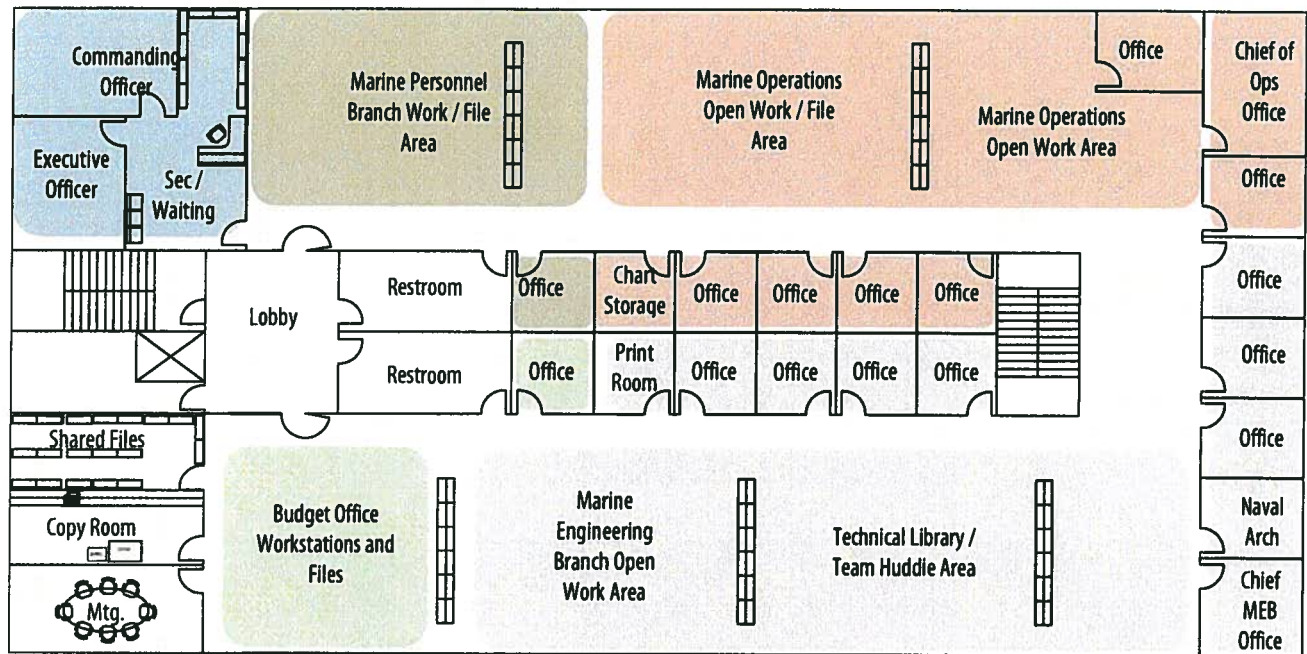 Commanding
Officer
Executive
Officer
Sec /
Waiting
Marine Personnel
Branch Work / File
Area
Marine Operations
Open Work / File
Area
Marine Operations
Open Work Area
Office
Chief of
Ops
Office
Office
Lobby
Restroom
Office
Chart
Storage
Office
Office
Office
Office
Restroom
Office
Print
Room
Office
Office
Office
Office
Office
Office
Office
Naval
Arch
Chief
MEB
Office
Shared Files
Copy Room
Mtg.
Budget Office
Workstations and
Files
Marine
Engineering
Branch Open
Work Area
Technical Library /
Team Huddle Area